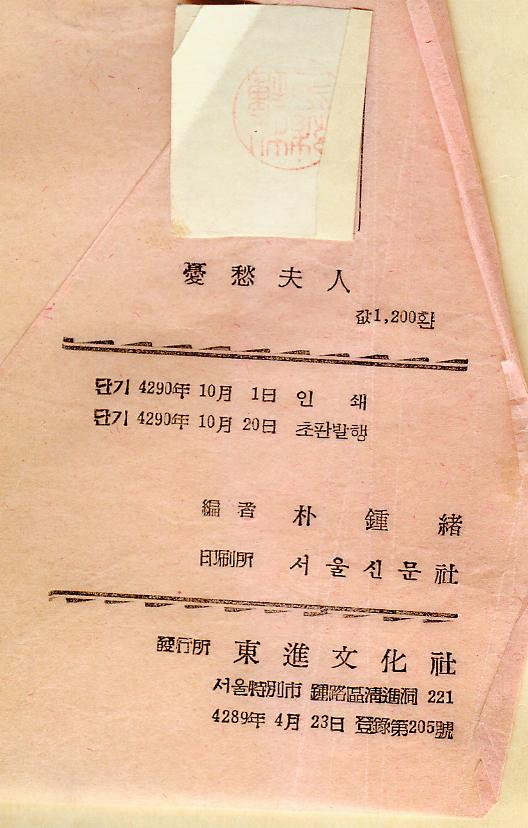 憂愁夫人
값1,200환
단기 4290年 10月 1日 인쇄
단기 4290年 10月 20日 초판발행
編者 朴鍾緖
印刷所 서울신문社
發行所 東進文化社
서울特別市 鍾路區淸進洞 221
4289年 4月 23日 登錄第205號